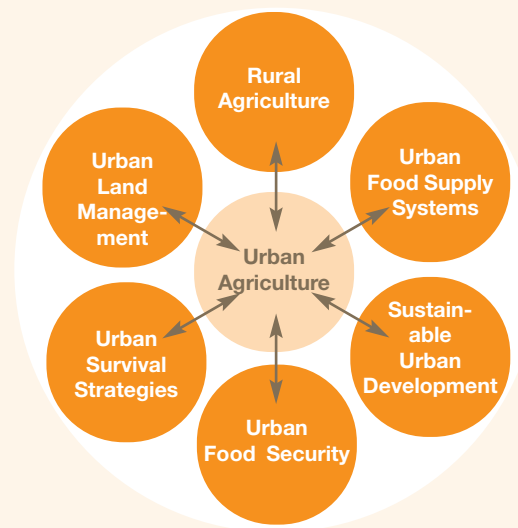 Rural
Agriculture
Urban
Land
Manage-
ment
Urban
Food Supply
Systems
Urban
Agriculture
Urban
Survival
Strategies
Sustain-
able
Urban
Development
Urban
Food Security